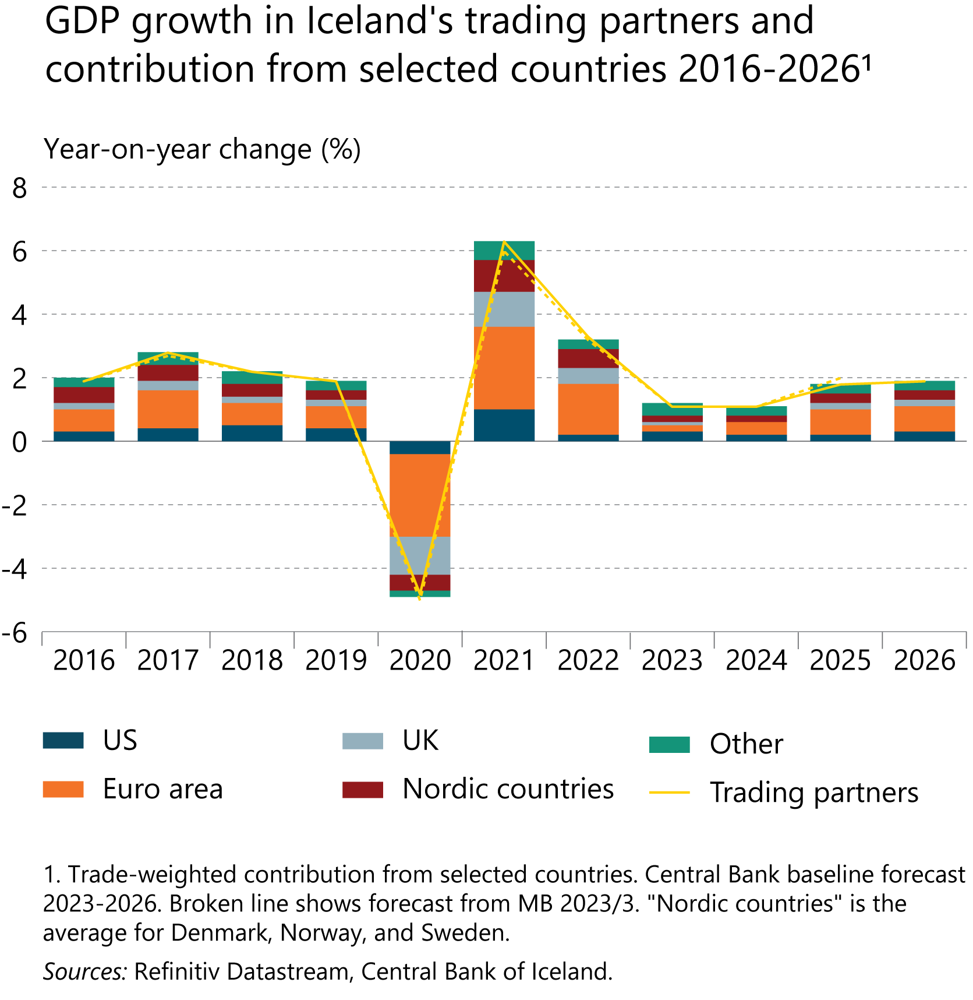 GDP growth in Iceland's trading partners and
contribution from selected countries 2016-2026¹
Year-on-year change (%)
8
6
4
2
0
-2
-4
-6
2016 2017 2018 2019 2020 2021 2022 2023 2024 2025 2026
US UK Other
Euro area Nordic countries Trading partners
1. Trade-weighted contribution from selected countries. Central Bank baseline forecast
2023-2026. Broken line shows forecast from MB 2023/3. "Nordic countries" is the
average for Denmark, Norway, and Sweden.
Sources: Refinitiv Datastream, Central Bank of Iceland.